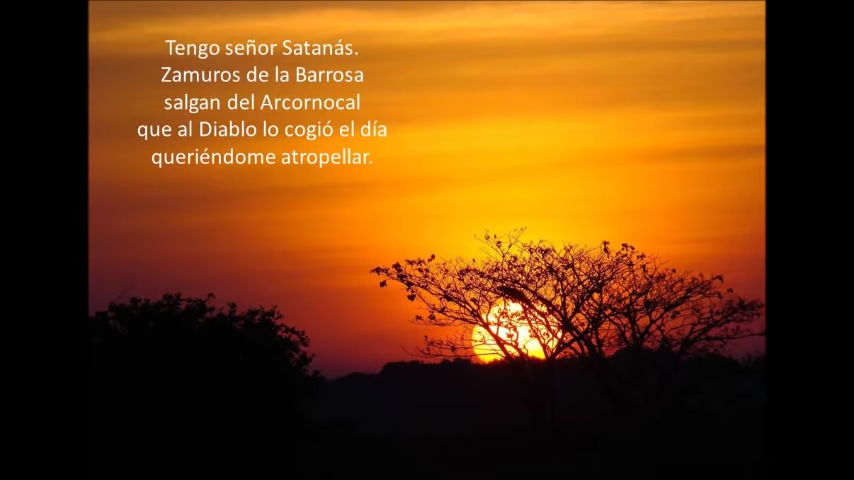 Tengo señor Satanás.
Zamuros de la Barrosa
salgan del Arcornocal
que al Diablo lo cogió el día
queriéndome atropellar.